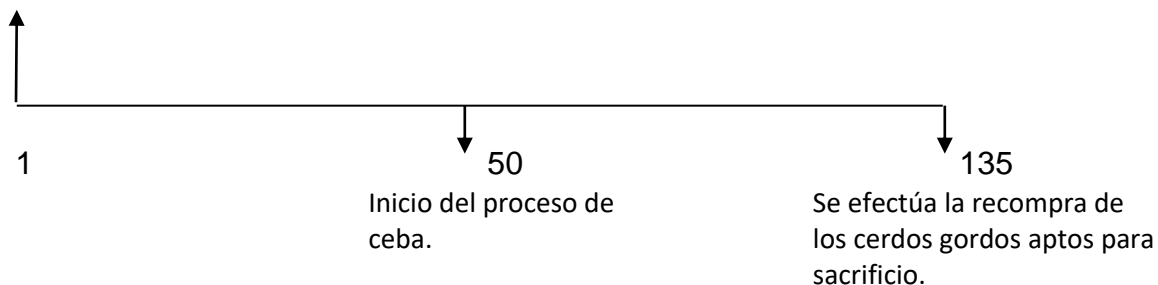 1
50
135
Inicio del proceso de
ceba.
Se efectúa la recompra de
los cerdos gordos aptos para
sacrificio.